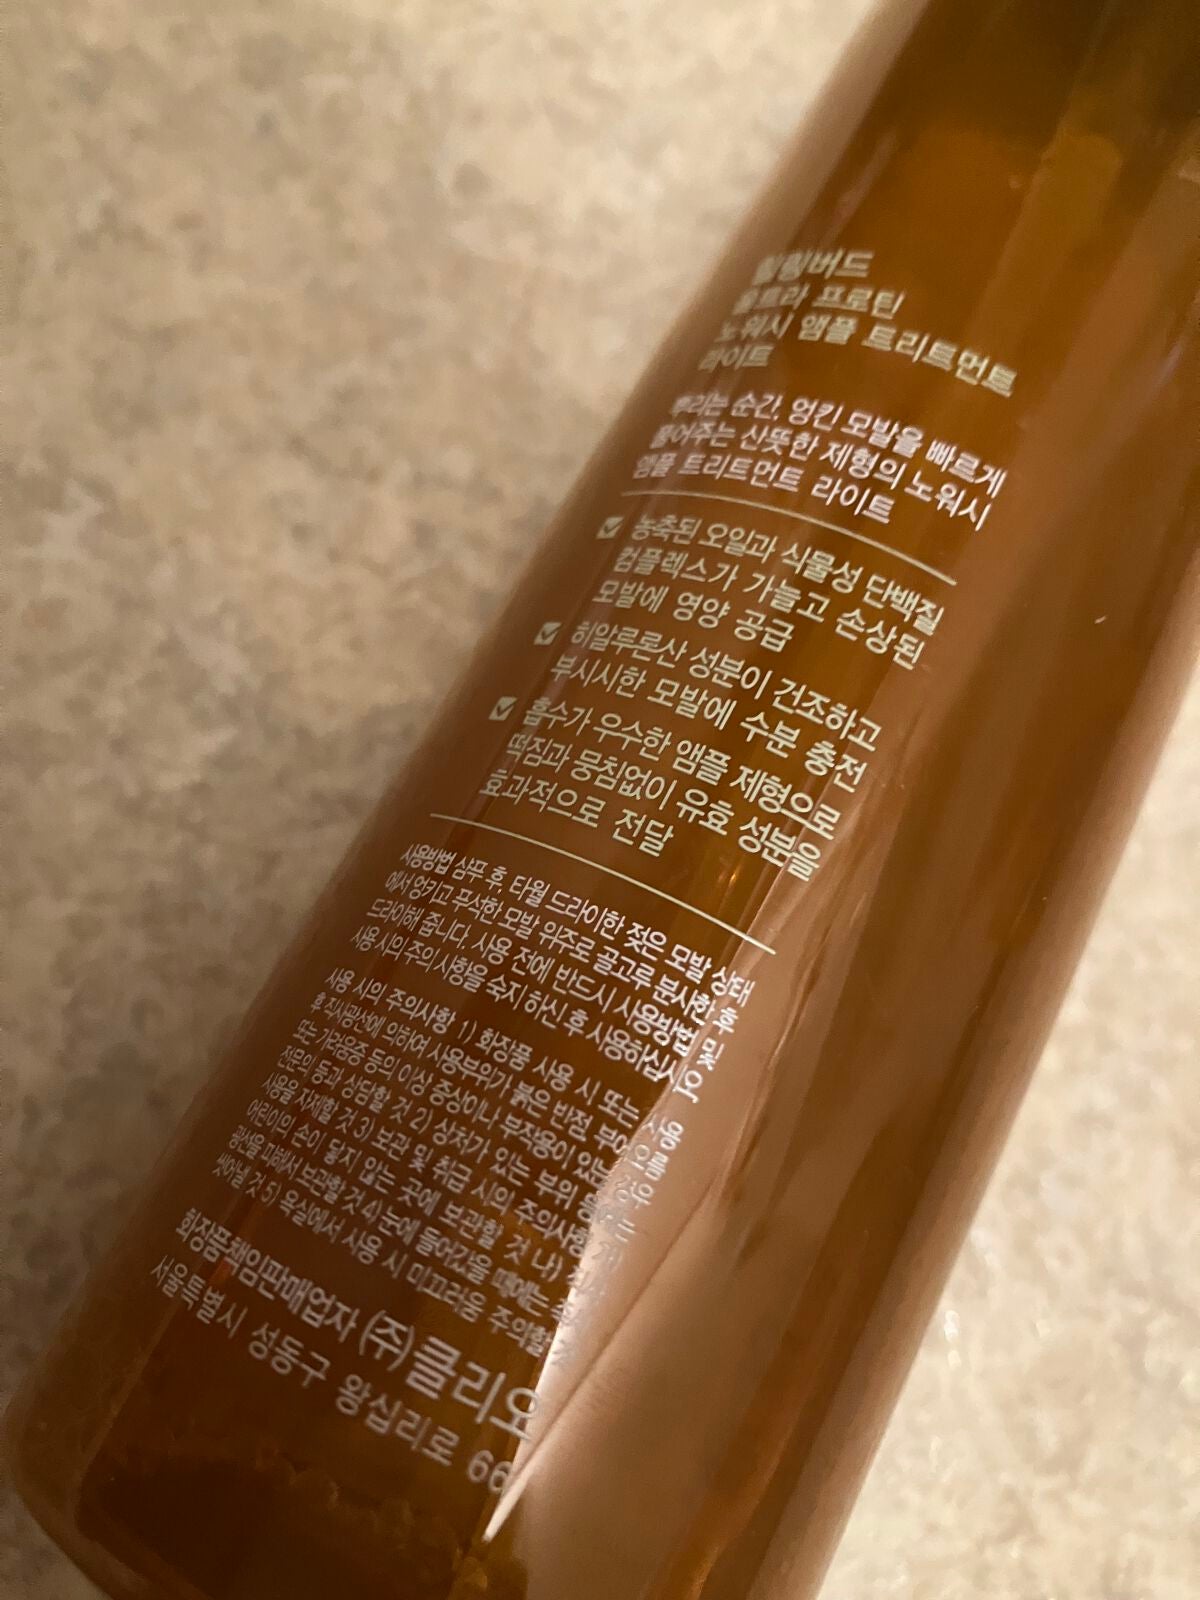 힐링버드
울트라 프로틴
노워시 앰플 트리트먼트
라이트
뿌리는 순간, 엉킨 모발을 빠르게
풀어주는 산뜻한 제형의 노워시
앰플 트리트먼트 라이트
농축된 오일과 식물성 단백질
컴플렉스가 가늘고 손상된
모발에 영양 공급
히알루론산 성분이 건조하고
부시시한 모발에 수분 충전
흡수가 우수한 앰플 제형으로
떡짐과 뭉침없이 유효 성분을
효과적으로 전달
사용방법 샴푸 후, 타월 드라이한 젖은 모발 상태
에서 엉키고 푸석한 모발 위주로 골고루 분사한 후
드라이해 줍니다. 사용 전에 반드시 사용방법 및
사용 시의 주의사항을 숙지 하신 후 사용하십시오.
사용 시의 주의사항 1) 화장품 사용 시 또는 사용
후 직사광선에 의하여 사용부위가 붉은 반점, 부어오름
또는 가려움증 등의 이상 증상이나 부작용이 있는 경우
전문의 등과 상담할 것 2) 상처가 있는 부위 등에는
사용을 자제할 것 3) 보관 및 취급 시의 주의사항 가)
어린이의 손이 닿지 않는 곳에 보관할 것 나)
광선을 피해서 보관할 것 4) 눈에 들어갔을 때에는
씻어낼 것 5) 욕실에서 사용 시 미끄러움 주의할 것
화장품책임판매업자 (주)클리오
서울특별시 성동구 왕십리로 66